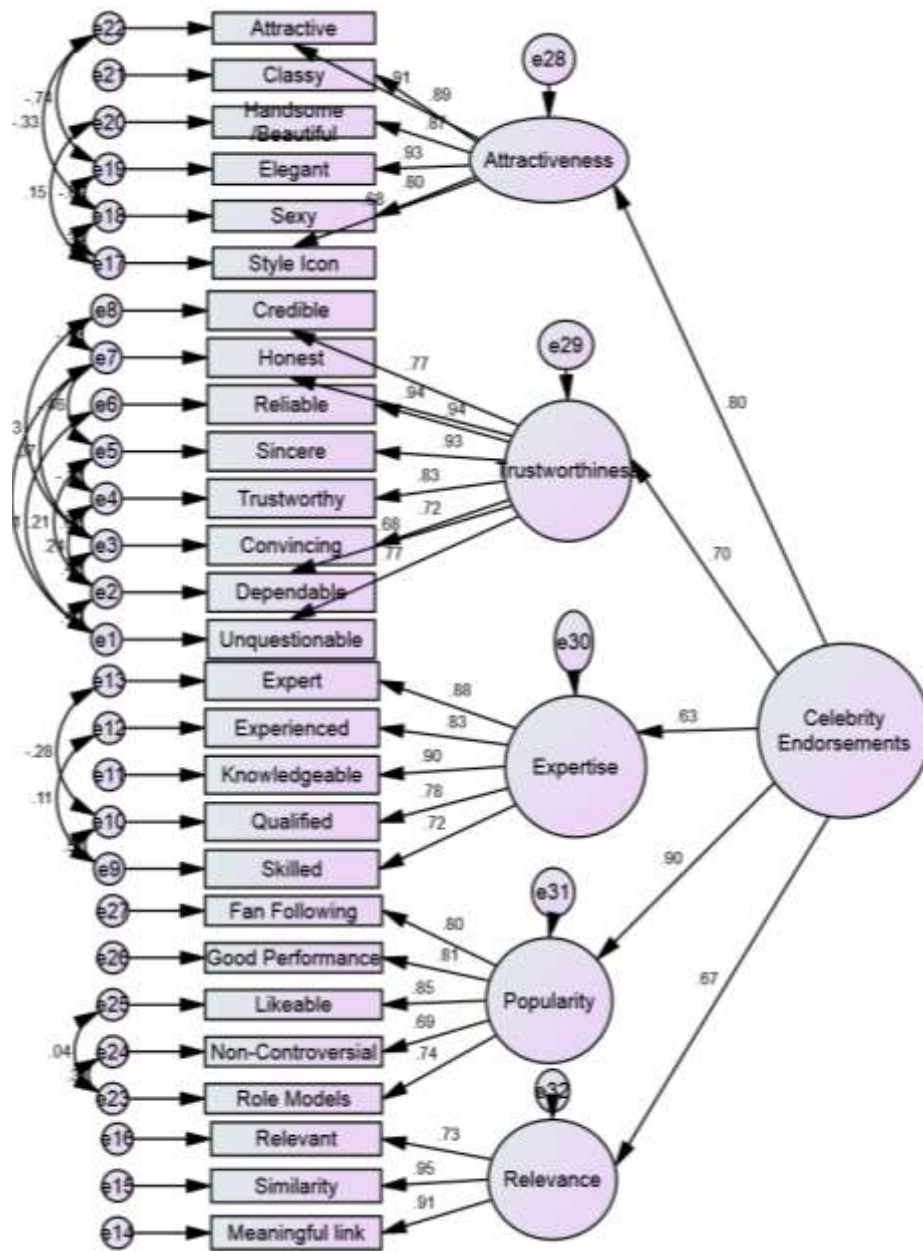 e22
Attractive
e28
e21
Classy
.91
.89
-.74
-.33
e20
Handsome
/Beautiful
.87
e19
Elegant
.93
Attractiveness
.15
e18
Sexy
.80
.68
e17
Style Icon
e8
Credible
e29
e7
Honest
.77
e6
Reliable
.94
.94
.80
e5
Sincere
.93
Trustworthiness
e4
Trustworthy
.83
.21
e3
Convincing
.68
.72
.77
.70
e2
Dependable
e1
Unquestionable
e30
e13
Expert
.88
e12
Experienced
.83
.63
Celebrity
Endorsements
-.28
e11
Knowledgeable
.90
Expertise
.11
e10
Qualified
.78
e9
Skilled
.72
e27
Fan Following
.80
e31
.90
e26
Good Performance
.81
e25
Likeable
.85
Popularity
.67
.04
e24
Non-Controversial
.69
.74
e23
Role Models
e32
e16
Relevant
.73
e15
Similarity
.95
Relevance
e14
Meaningful link
.91